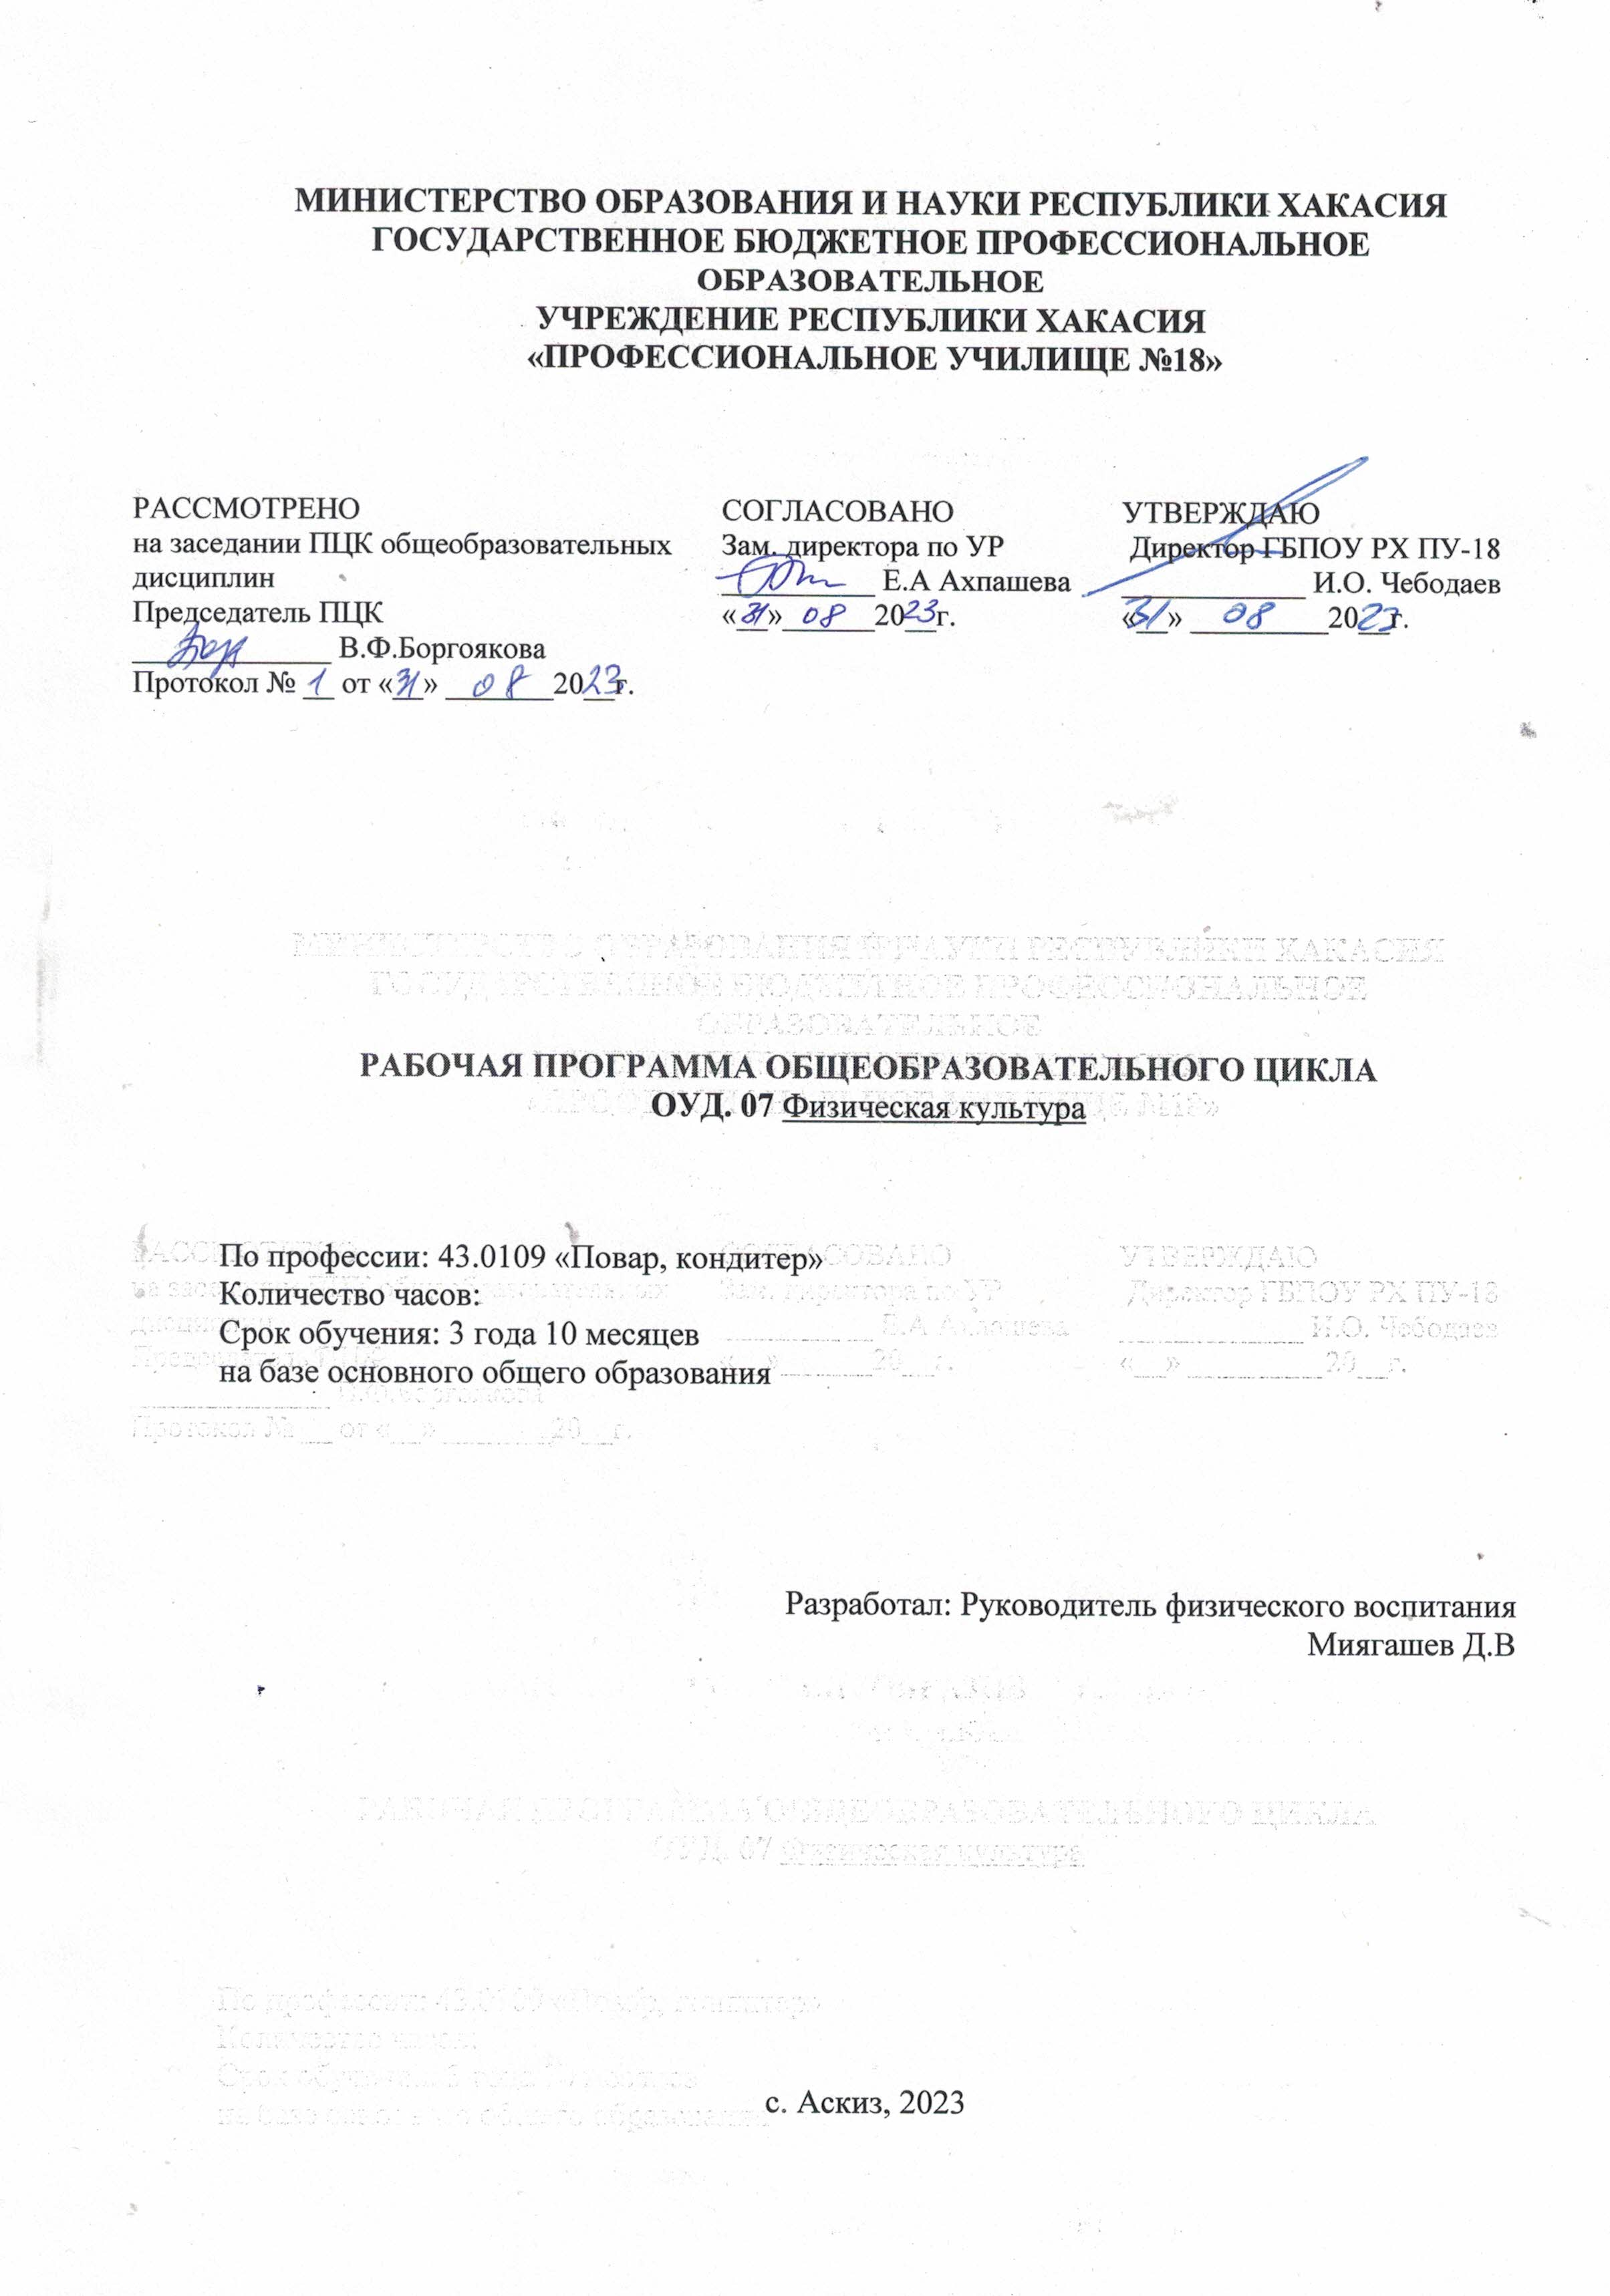 МИНИСТЕРСТВО ОБРАЗОВАНИЯ И НАУКИ РЕСПУБЛИКИ ХАКАСИЯ
ГОСУДАРСТВЕННОЕ БЮДЖЕТНОЕ ПРОФЕССИОНАЛЬНОЕ
ОБРАЗОВАТЕЛЬНОЕ
УЧРЕЖДЕНИЕ РЕСПУБЛИКИ ХАКАСИЯ
«ПРОФЕССИОНАЛЬНОЕ УЧИЛИЩЕ №18»
РАССМОТРЕНО
на заседании ПЦК общеобразовательных
дисциплин
Председатель ПЦК
В.Ф.Боргоякова
Протокол № 1 от «31» 08 2023г.
СОГЛАСОВАНО
Зам. директора по УР
Е.А Ахпашева
«31» 08 2023г.
УТВЕРЖДАЮ
Директор ГБПОУ РХ ПУ-18
И.О. Чебодаев
«31» 08 2023г.
РАБОЧАЯ ПРОГРАММА ОБЩЕОБРАЗОВАТЕЛЬНОГО ЦИКЛА
ОУД. 07 Физическая культура
По профессии: 43.0109 «Повар, кондитер»
Количество часов:
Срок обучения: 3 года 10 месяцев
на базе основного общего образования
Разработал: Руководитель физического воспитания
Миягашев Д.В
с. Аскиз, 2023